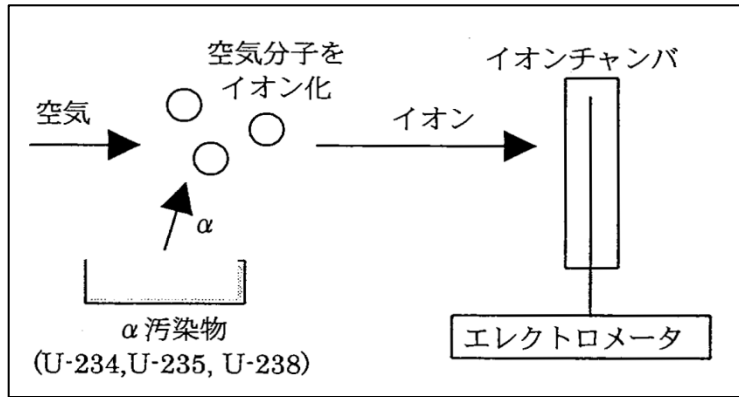 空気分子を
イオン化
イオンチャンバ
空気
イオン
α
α汚染物
(U-234,U-235, U-238)
エレクトロメータ